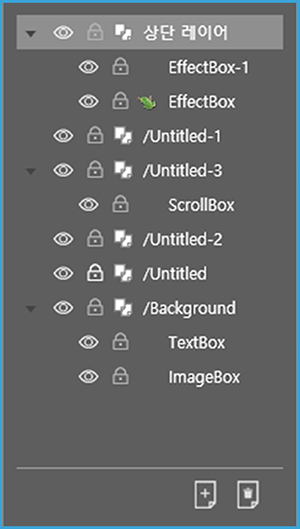 상단 레이어
EffectBox-1
EffectBox
/Untitled-1
/Untitled-3
ScrollBox
/Untitled-2
/Untitled
/Background
TextBox
ImageBox